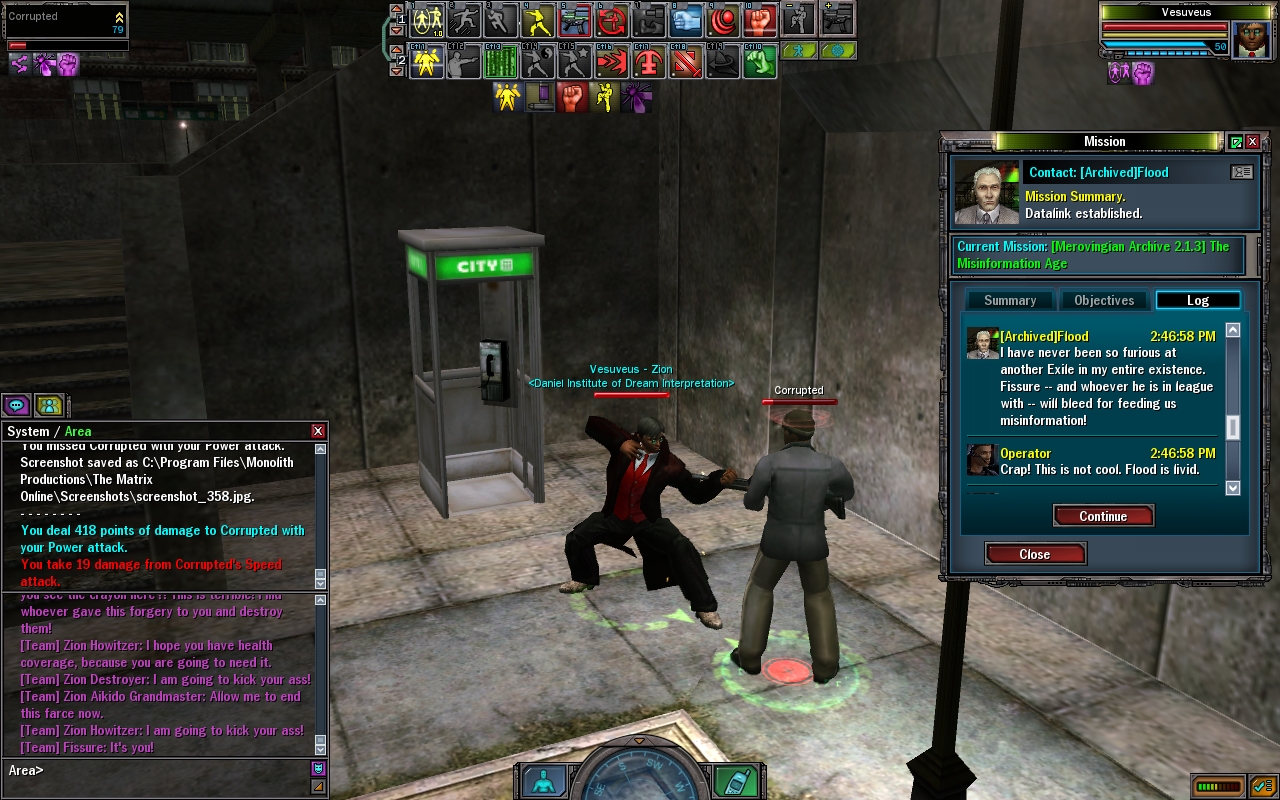 Corrupted
79
1
1.0
2
Vesuveus
50
Mission
Contact: [Archived]Flood
Mission Summary.
Datalink established.
Current Mission: [Merovingian Archive 2.1.3] The
Misinformation Age
Summary
Objectives
Log
[Archived]Flood 2:46:58 PM
I have never been so furious at
another Exile in my entire existence.
Fissure -- and whoever he is in league
with -- will bleed for feeding us
misinformation!
Operator 2:46:58 PM
Crap! This is not cool. Flood is livid.
Continue
Close
CITY
Vesuveus - Zion
<Daniel Institute of Dream Interpretation>
Corrupted
System / Area
You missed Corrupted with your Power attack.
Screenshot saved as C:\Program Files\Monolith
Productions\The Matrix
Online\Screenshots\screenshot_358.jpg.
- - - - - - - -
You deal 418 points of damage to Corrupted with
your Power attack.
You take 19 damage from Corrupted's Speed
attack.
whoever gave this forgery to you and destroy
them!
[Team] Zion Howitzer: I hope you have health
coverage, because you are going to need it.
[Team] Zion Destroyer: I am going to kick your ass!
[Team] Zion Aikido Grandmaster: Allow me to end
this farce now.
[Team] Zion Howitzer: I am going to kick your ass!
[Team] Fissure: It's you!
Area>
SE
S
SW
W